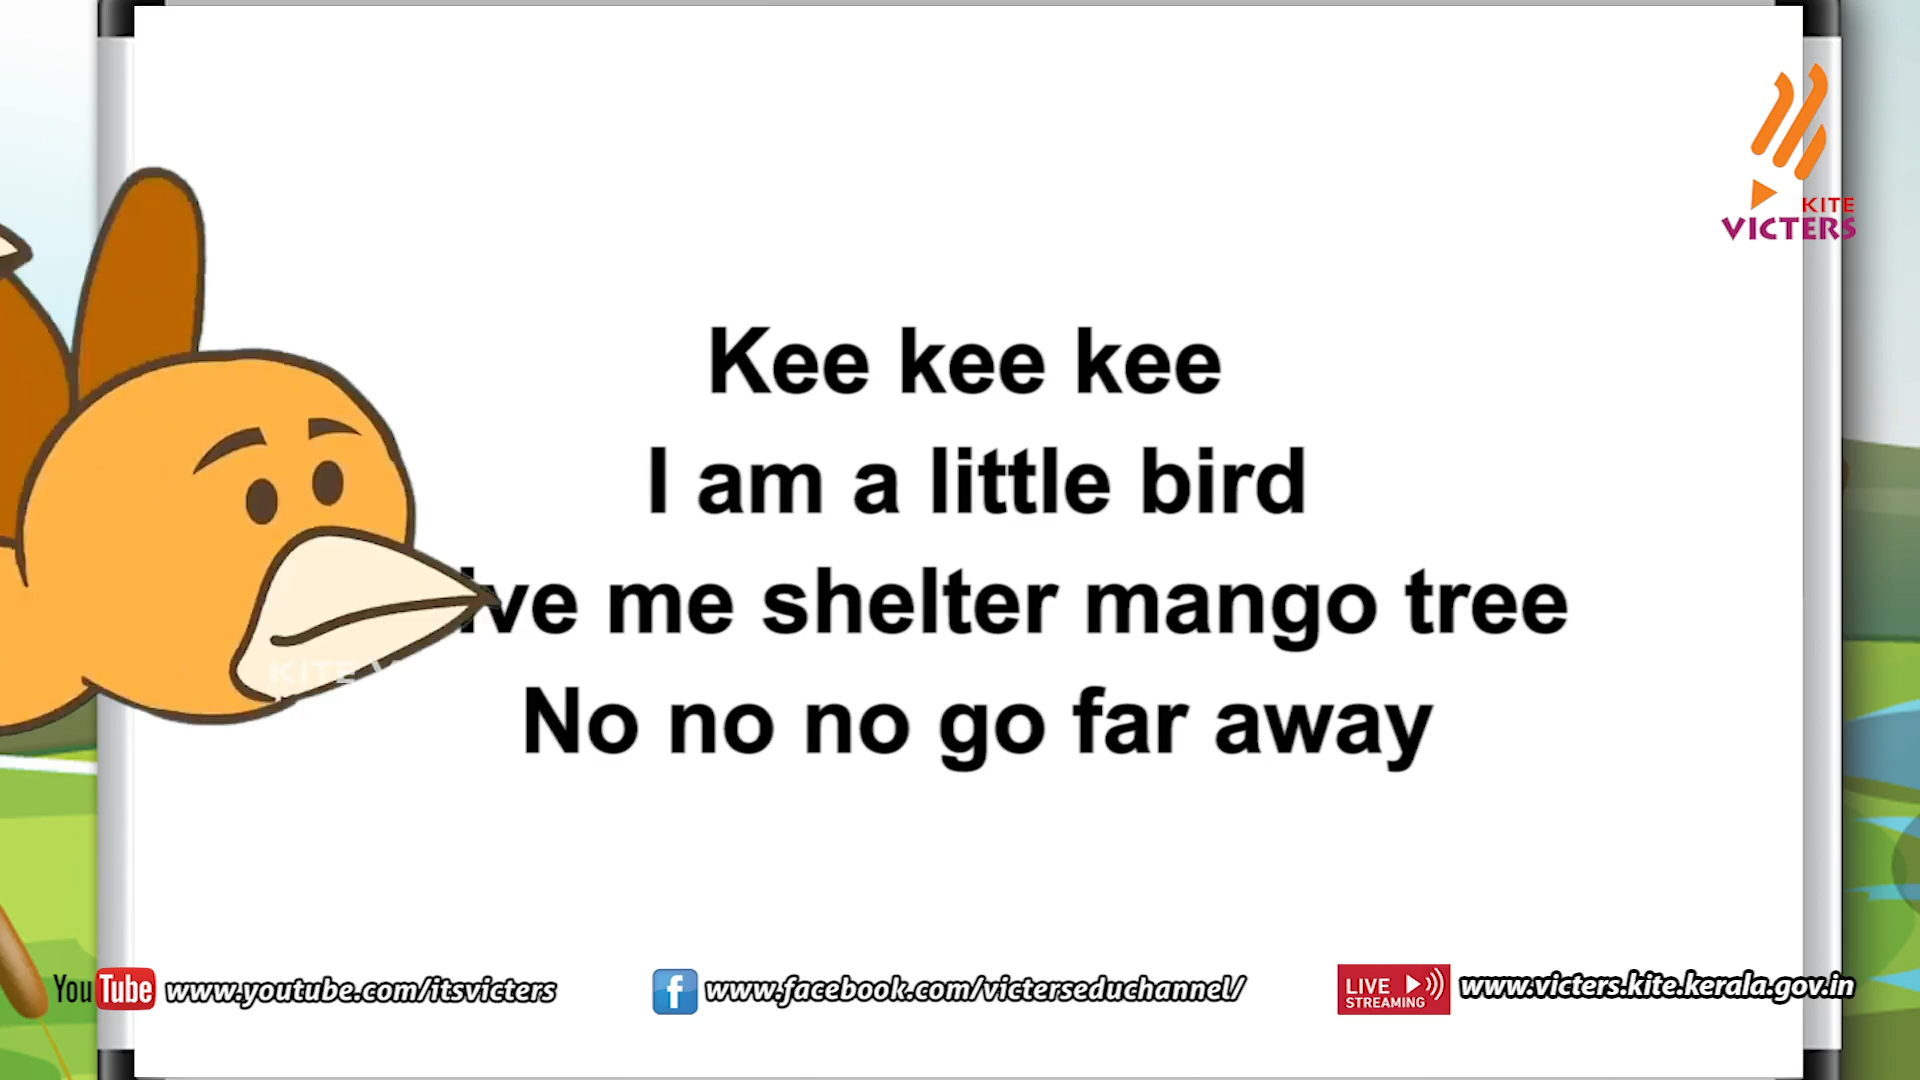 KITE
VICTERS
Kee kee kee
I am a little bird
me shelter mango tree
No no no go far away
KITE
YouTube www.youtube.com/itsvicters
f www.facebook.com/victerseduchannel/
LIVE STREAMING www.victers.kite.kerala.gov.in